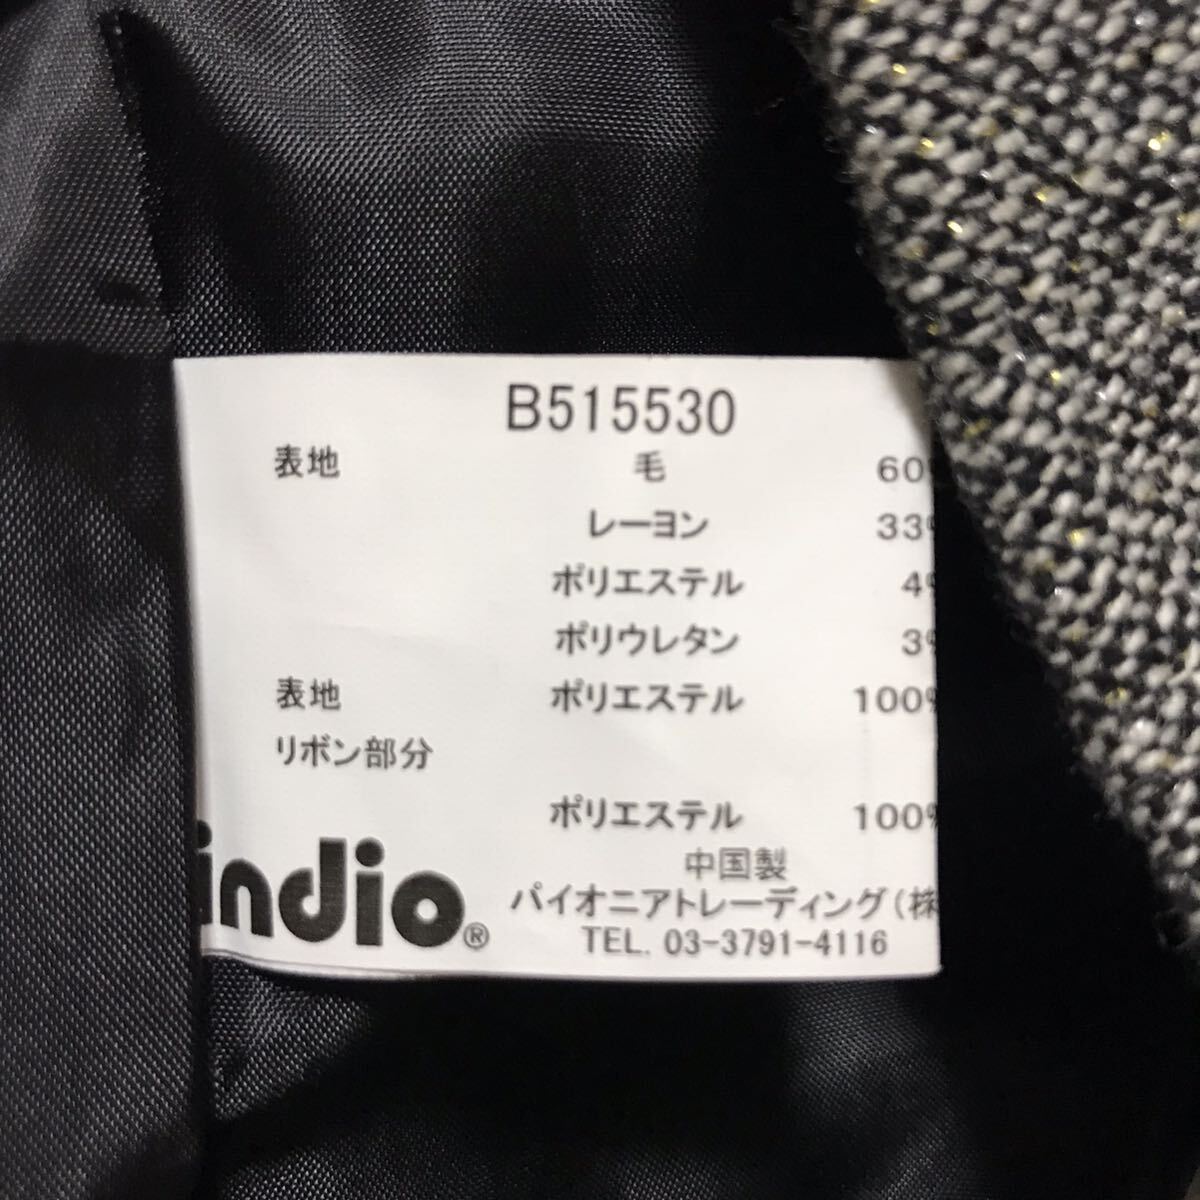 B515530
表地 毛 60
レーヨン 33%
ポリエステル 4%
ポリウレタン 3%
表地 ポリエステル 100%
リボン部分
ポリエステル 100%
中国製
indio®
パイオニアトレーディング(株
TEL. 03-3791-4116